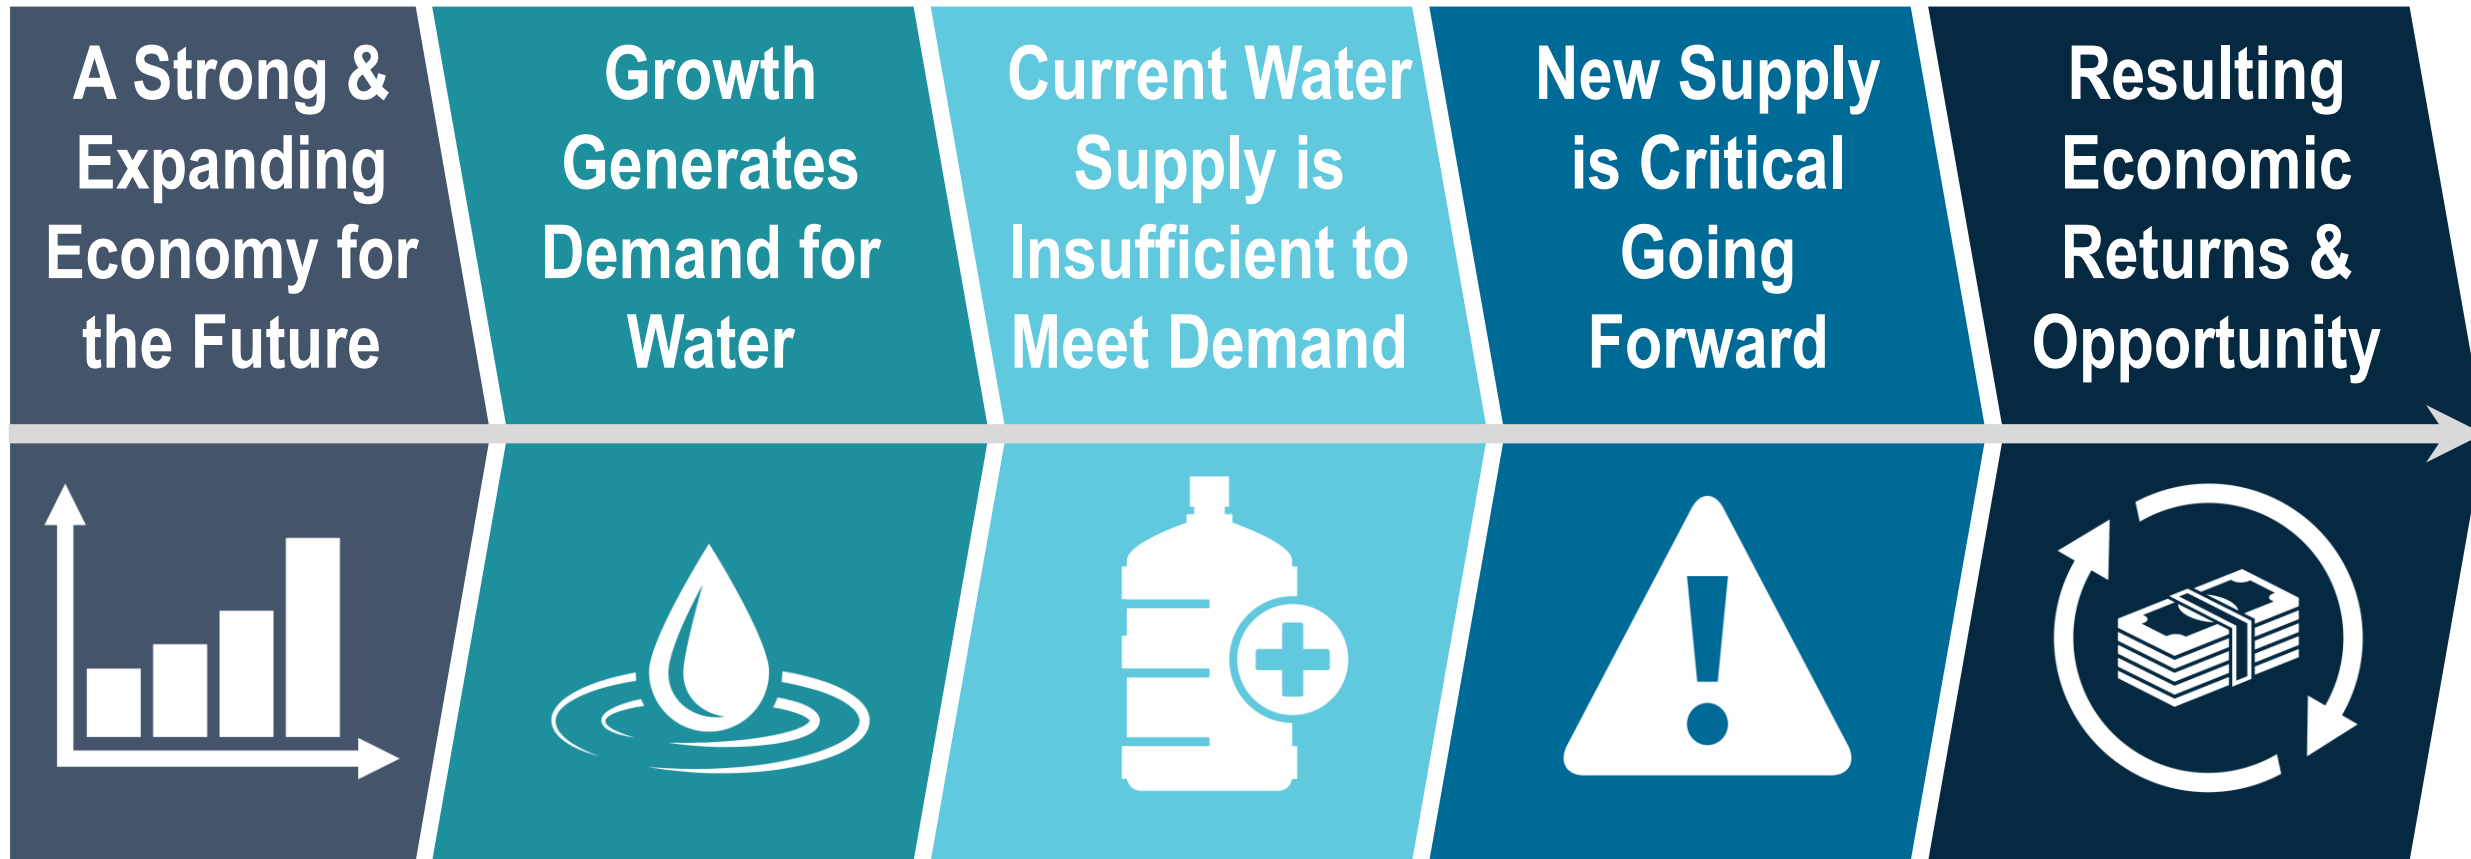 A Strong &
Expanding
Economy for
the Future
Growth
Generates
Demand for
Water
Current Water
Supply is
Insufficient to
Meet Demand
New Supply
is Critical
Going
Forward
Resulting
Economic
Returns &
Opportunity